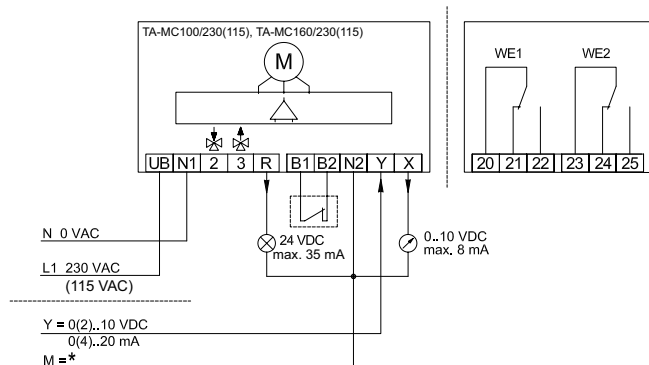 TA-MC100/230(115), TA-MC160/230(115)
M
WE1 WE2
UB N1 2 3 R B1 B2 N2 Y X
20 21 22 23 24 25
N 0 VAC
24 VDC
max. 35 mA
0..10 VDC
max. 8 mA
L1 230 VAC
(115 VAC)
Y = 0(2)..10 VDC
0(4)..20 mA
M =*